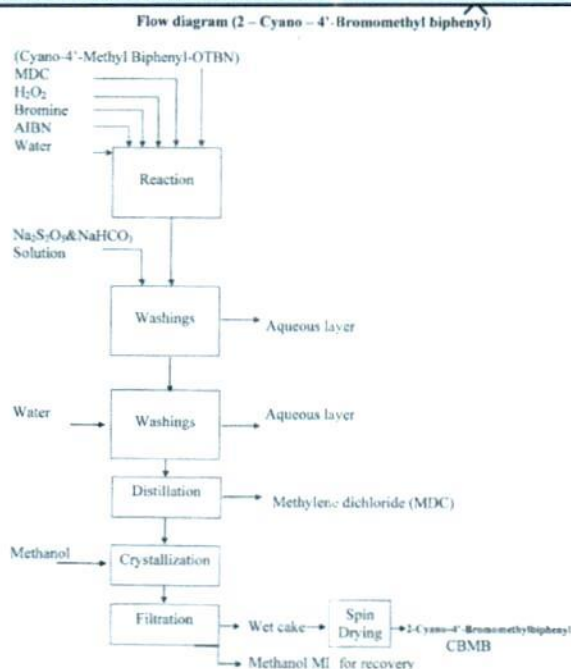 Flow diagram (2 – Cyano – 4'-Bromomethyl biphenyl)
(Cyano-4'-Methyl Biphenyl-OTBN)
MDC
H₂O₂
Bromine
AIBN
Water
Reaction
Na₂S₂O₅&NaHCO₃
Solution
Washings
Aqueous layer
Water
Washings
Aqueous layer
Distillation
Methylene dichloride (MDC)
Methanol
Crystallization
Filtration
Wet cake
Spin
Drying
2-Cyano-4'-Bromomethylbiphenyl
CBMB
Methanol Ml for recovery